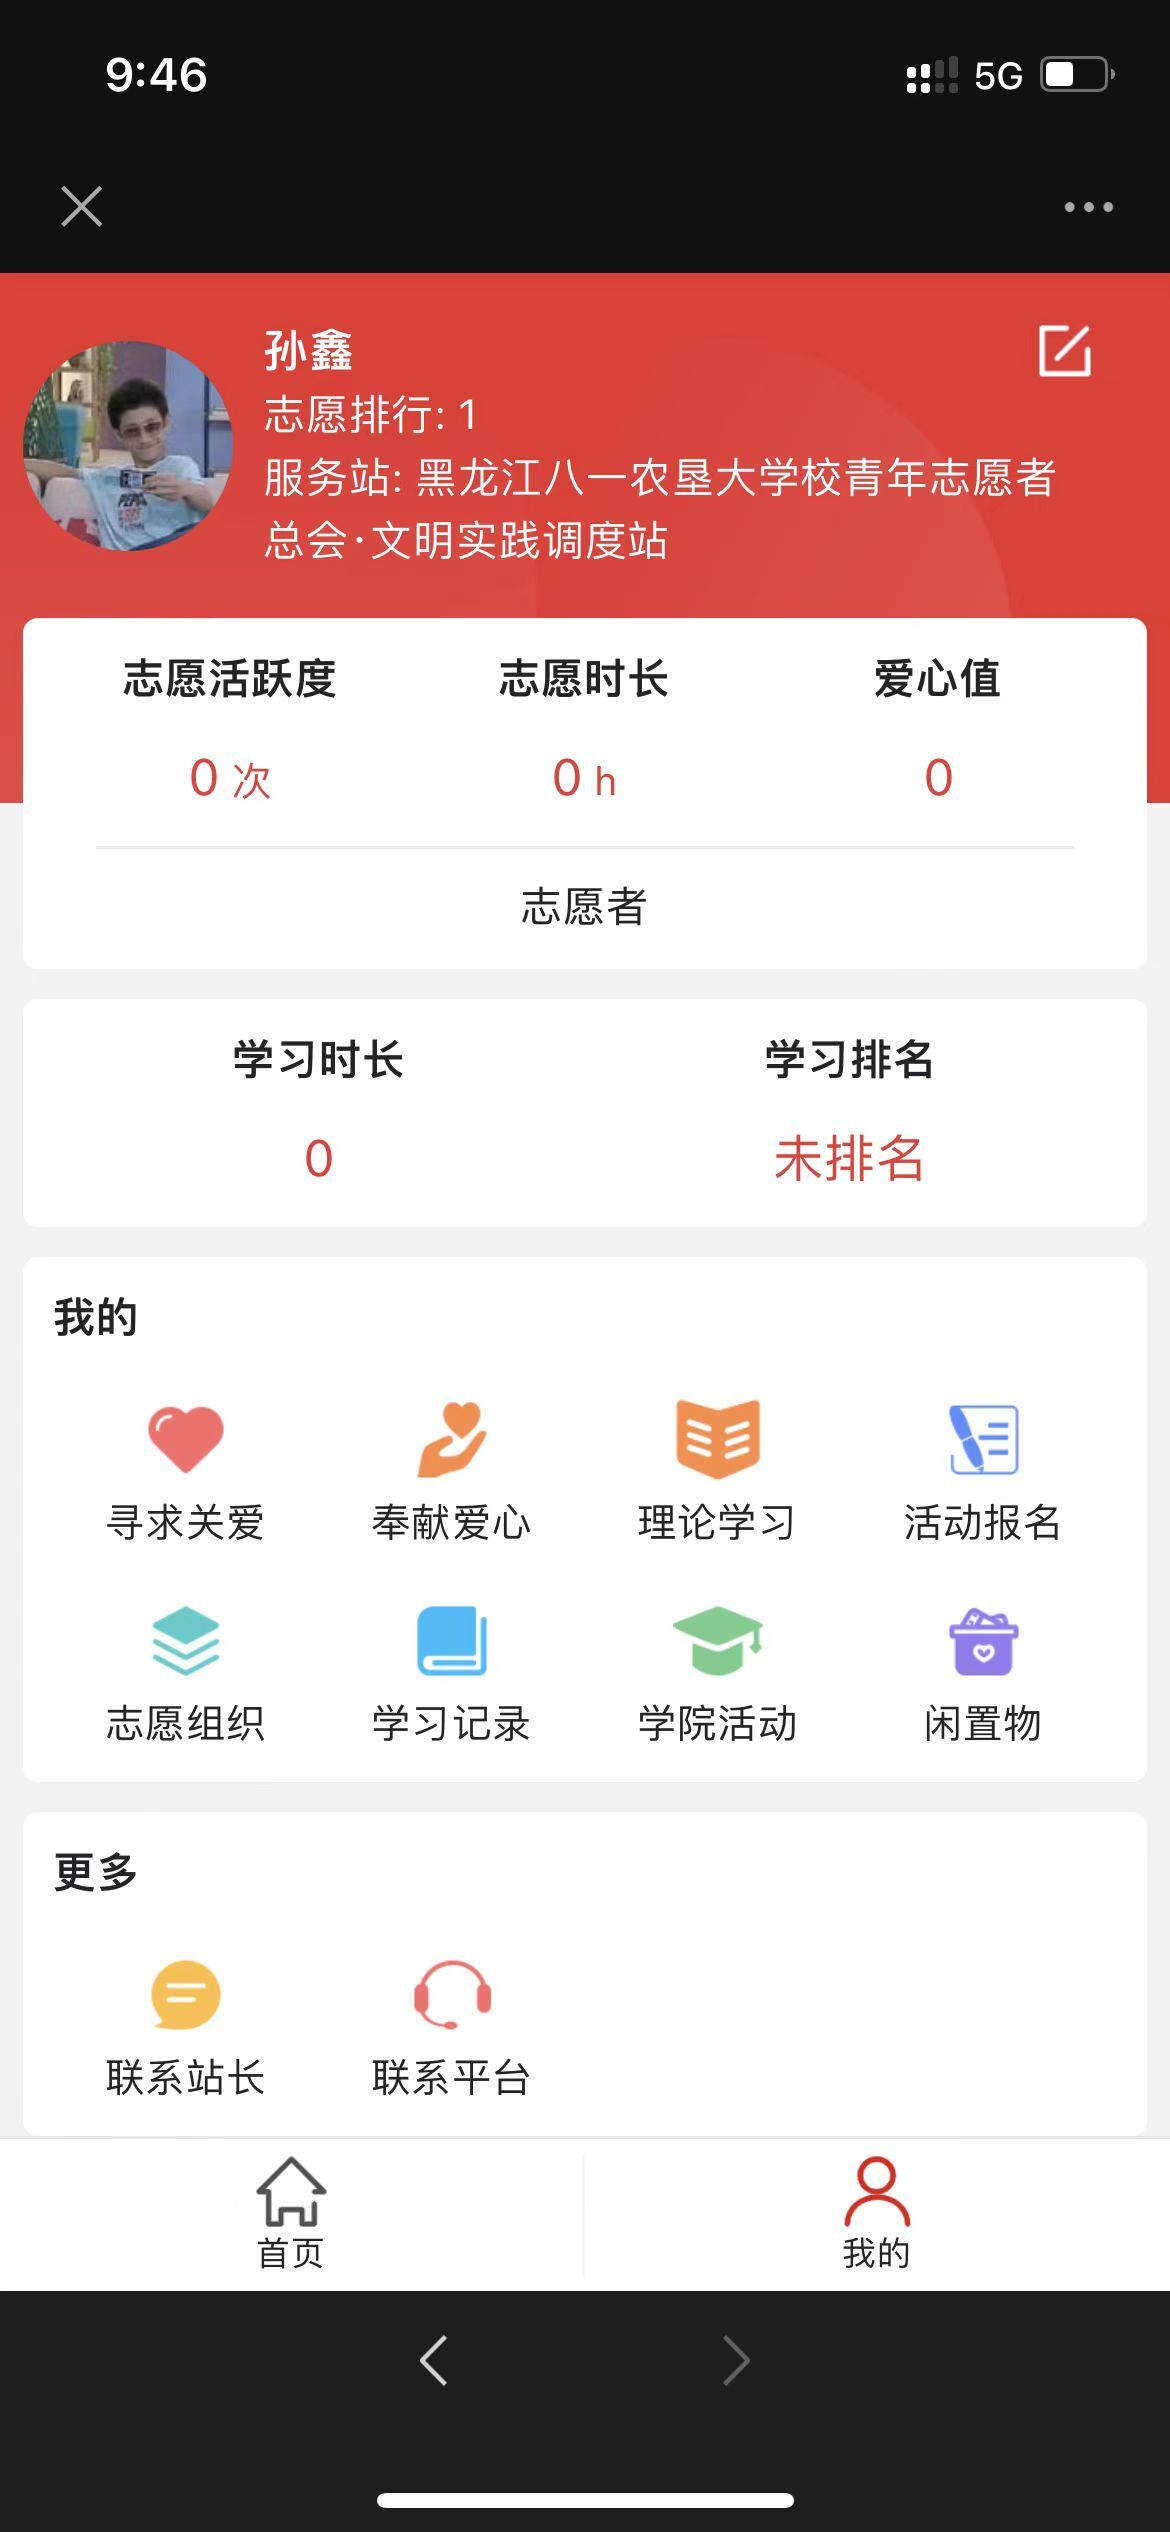 9:46
5G
孙鑫
志愿排行: 1
服务站: 黑龙江八一农垦大学校青年志愿者
总会·文明实践调度站
志愿活跃度 志愿时长 爱心值
0 次 0 h 0
志愿者
学习时长 学习排名
0 未排名
我的
寻求关爱 奉献爱心 理论学习 活动报名
志愿组织 学习记录 学院活动 闲置物
更多
联系站长 联系平台
首页 我的